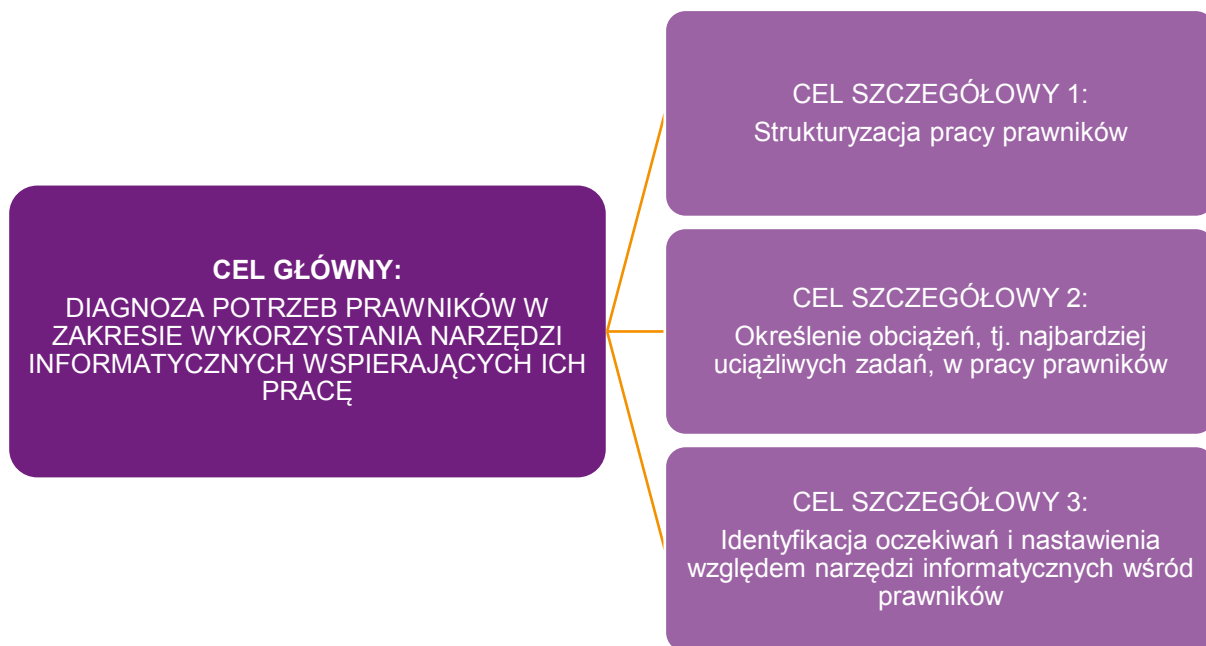 CEL GŁÓWNY:
DIAGNOZA POTRZEB PRAWNIKÓW W
ZAKRESIE WYKORZYSTANIA NARZĘDZI
INFORMATYCZNYCH WSPIERAJĄCYCH ICH
PRACĘ
CEL SZCZEGÓŁOWY 1:
Strukturyzacja pracy prawników
CEL SZCZEGÓŁOWY 2:
Określenie obciążeń, tj. najbardziej
uciążliwych zadań, w pracy prawników
CEL SZCZEGÓŁOWY 3:
Identyfikacja oczekiwań i nastawienia
względem narzędzi informatycznych wśród
prawników